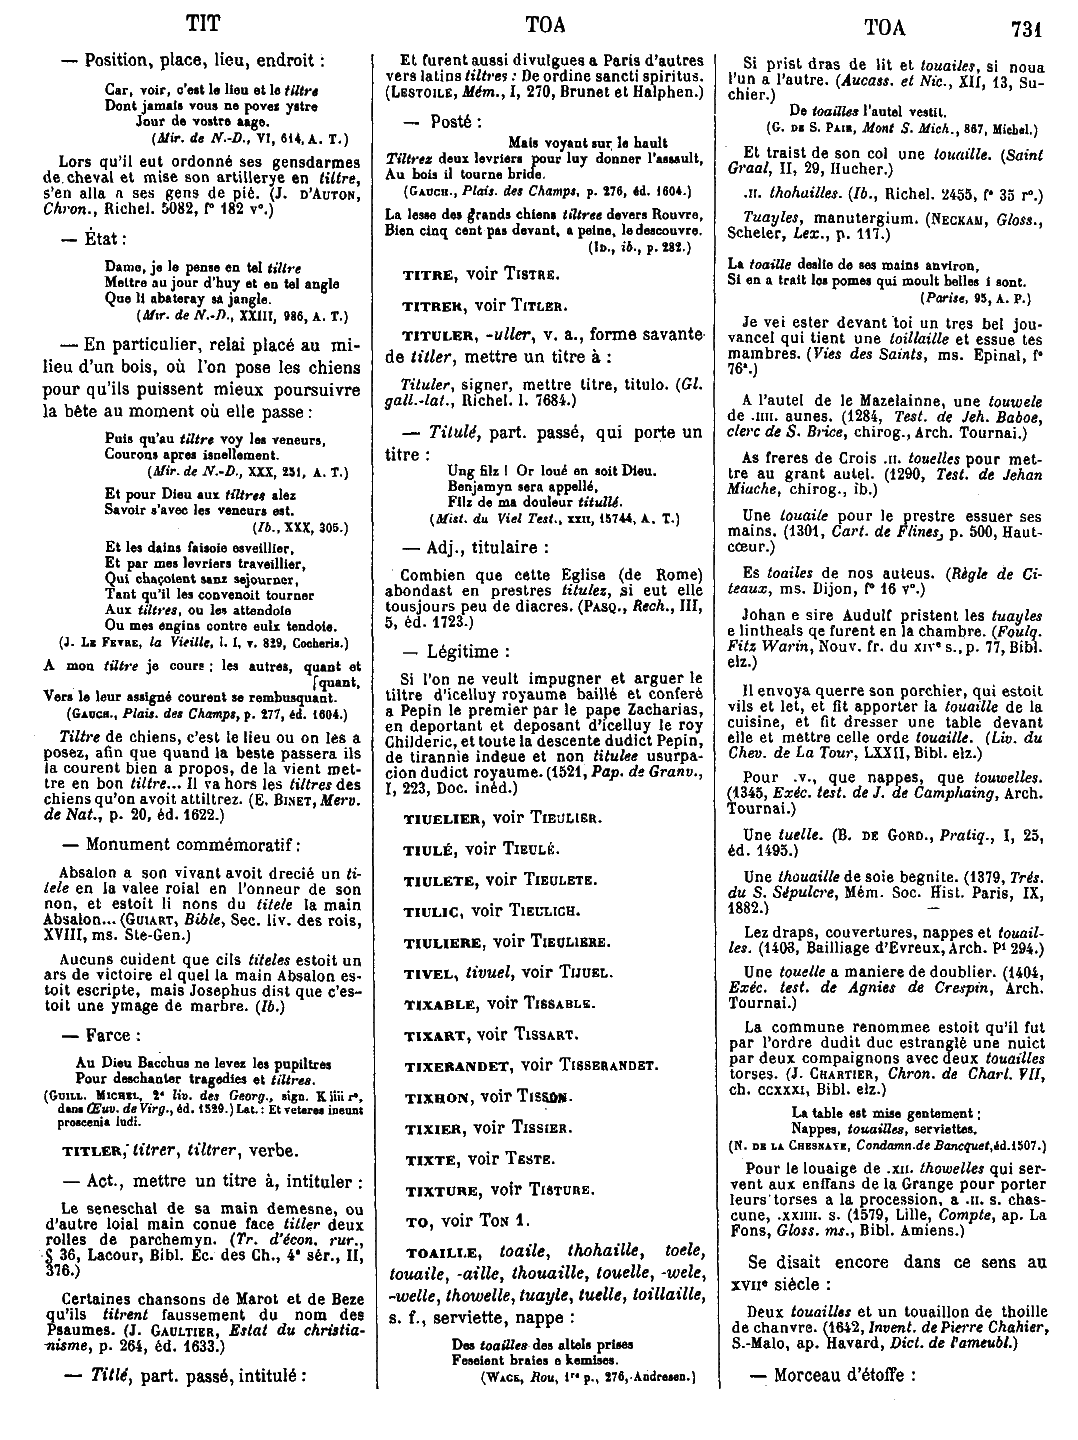 TIT
TOA
TOA
731
— Position, place, lieu, endroit :
Car, voir, c'est le lieu et le tiltre
Dont jamais vous ne povez ystre
Jour de vostre aage.
(Mir. de N.-D., VI, 614, A. T.)
Lors qu'il eut ordonné ses gensdarmes
de cheval et mise son artillerye en tiltre,
s'en alla a ses gens de pié. (J. D'AUTON,
Chron., Richel. 5082, f° 182 v°.)
— État :
Dame, je le pense en tel tiltre
Mettre au jour d'huy et en tel angle
Que li abateray sa jangle.
(Mir. de N.-D., XXIII, 986, A. T.)
— En particulier, relai placé au mi-
lieu d'un bois, où l'on pose les chiens
pour qu'ils puissent mieux poursuivre
la bête au moment où elle passe :
Puis qu'au tiltre voy les veneurs,
Courons apres isnellement.
(Mir. de N.-D., XXX, 251, A. T.)
Et pour Dieu aux tiltres alez
Savoir s'avec les veneurs est.
(Ib., XXX, 305.)
Et les dains faisoie esveillier,
Et par mes levriers traveillier,
Qui chaçoient sanz sejourner,
Tant qu'il les convenoit tourner
Aux tiltres, ou les attendoie
Ou mes engins contre eulx tendoie.
(J. LE FEVRE, la Vieille, l. I, v. 829, Cocheris.)
A mon tiltre je cours ; les autres, quant et
[quant,
Vers le leur assigné courent se rembusquant.
(GAUCH., Plais. des Champs, p. 277, éd. 1604.)
Tiltre de chiens, c'est le lieu ou on les a
posez, afin que quand la beste passera ils
la courent bien a propos, de la vient met-
tre en bon tiltre... Il va hors les tiltres des
chiens qu'on avoit attiltrez. (E. BINET, Merv.
de Nat., p. 20, éd. 1622.)
— Monument commémoratif :
Absalon a son vivant avoit drecié un ti-
tele en la valee roial en l'onneur de son
non, et estoit li nons du titele la main
Absalon... (GUIART, Bible, Sec. liv. des rois,
XVIII, ms. Ste-Gen.)
Aucuns cuident que cils titeles estoit un
ars de victoire el quel la main Absalon es-
toit escripte, mais Josephus dist que c'es-
toit une ymage de marbre. (Ib.)
— Farce :
Au Dieu Bacchus ne levez les pupiltres
Pour deschanter tragedies et tiltres.
(GUILL. MICHEL, 2e liv. des Georg., sign. K iiii r°,
dans Œuv. de Virg., éd. 1529.) Lat. : Et veteres ineunt
proscenia ludi.
TITLER, titrer, tiltrer, verbe.
— Act., mettre un titre à, intituler :
Le seneschal de sa main demesne, ou
d'autre loial main conue face titler deux
rolles de parchemyn. (Tr. d'écon. rur.,
§ 36, Lacour, Bibl. Ec. des Ch., 4e sér., II,
376.)
Certaines chansons de Marot et de Beze
qu'ils titrent faussement du nom des
Psaumes. (J. GAULTIER, Estat du christia-
nisme, p. 264, éd. 1633.)
— Titlé, part. passé, intitulé :
Et furent aussi divulgues a Paris d'autres
vers latins tiltres : De ordine sancti spiritus.
(LESTOILE, Mém., I, 270, Brunet et Halphen.)
— Posté :
Mais voyant sur le hault
Tiltrez deux levriers pour luy donner l'assault,
Au bois il tourne bride.
(GAUCH., Plais. des Champs, p. 276, éd. 1604.)
La lesse des grands chiens tiltree devers Rouvre,
Bien cinq cent pas devant, a peine, le descouvre.
(ID., ib., p. 282.)
TITRE, voir TISTRE.
TITRER, voir TITLER.
TITULER, -uller, v. a., forme savante
de titler, mettre un titre à :
Tituler, signer, mettre titre, titulo. (Gl.
gall.-lat., Richel. l. 7684.)
— Titulé, part. passé, qui porte un
titre :
Ung filz ! Or loué en soit Dieu.
Benjamyn sera appellé,
Filz de ma douleur titullé.
(Mist. du Viel Test., XXII, 15744, A. T.)
— Adj., titulaire :
Combien que cette Eglise (de Rome)
abondast en prestres titulez, si eut elle
tousjours peu de diacres. (PASQ., Rech., III,
5, éd. 1723.)
— Légitime :
Si l'on ne veult impugner et arguer le
tiltre d'icelluy royaume baillé et conferé
a Pepin le premier par le pape Zacharias,
en deportant et deposant d'icelluy le roy
Childeric, et toute la descente dudict Pepin,
de tirannie indeue et non titulee usurpa-
cion dudict royaume. (1521, Pap. de Granv.,
I, 223, Doc. inéd.)
TIUELIER, voir TIEULIER.
TIULÉ, voir TIEULÉ.
TIULETE, voir TIEULETE.
TIULIC, voir TIEULICH.
TIULIERE, voir TIEULIERE.
TIVEL, tivuel, voir TIJUEL.
TIXABLE, voir TISSABLE.
TIXART, voir TISSART.
TIXERANDET, voir TISSERANDET.
TIXHON, voir TISSON.
TIXIER, voir TISSIER.
TIXTE, voir TESTE.
TIXTURE, voir TISTURE.
TO, voir TON 1.
TOAILLE, toaile, thohaille, toele,
touaile, -aille, thouaille, touelle, -wele,
-welle, thowelle, tuayle, tuelle, toillaille,
s. f., serviette, nappe :
Des toailles des altels prises
Feseient braies e kemises.
(WACE, Rou, 1re p., 276, Andresen.)
Si prist dras de lit et touailes, si noua
l'un a l'autre. (Aucass. et Nic., XII, 13, Su-
chier.)
De toailles l'autel vestit.
(G. DE S. PAIR, Mont S. Mich., 867, Michel.)
Et traist de son col une touaille. (Saint
Graal, II, 29, Hucher.)
.II. thohailles. (Ib., Richel. 2455, f° 35 r°.)
Tuayles, manutergium. (NECKAM, Gloss.,
Scheler, Lex., p. 117.)
La toaille deslie de ses mains anviron,
Si en a trait les pomes qui moult belles i sont.
(Parise, 95, A. P.)
Je vei ester devant toi un tres bel jou-
vancel qui tient une toillaille et essue tes
mambres. (Vies des Saints, ms. Epinal, f°
76ª.)
A l'autel de le Mazelainne, une touwele
de .IIII. aunes. (1284, Test. de Jeh. Baboe,
clerc de S. Brice, chirog., Arch. Tournai.)
As freres de Crois .II. touelles pour met-
tre au grant autel. (1290, Test. de Jehan
Miuche, chirog., ib.)
Une touaile pour le prestre essuer ses
mains. (1301, Cart. de Flines, p. 500, Haut-
cœur.)
Es toailes de nos auteus. (Règle de Ci-
teaux, ms. Dijon, f° 16 v°.)
Johan e sire Audulf pristent les tuayles
e lintheals qe furent en la chambre. (Foulq.
Fitz Warin, Nouv. fr. du XIVe s., p. 77, Bibl.
elz.)
Il envoya querre son porchier, qui estoit
vils et let, et fit apporter la touaille de la
cuisine, et fit dresser une table devant
elle et mettre celle orde touaille. (Liv. du
Chev. de La Tour, LXXII, Bibl. elz.)
Pour .V., que nappes, que touwelles.
(1345, Exéc. test. de J. de Camphaing, Arch.
Tournai.)
Une tuelle. (B. DE GORD., Pratiq., I, 25,
éd. 1495.)
Une thouaille de soie begnite. (1379, Trés.
du S. Sépulcre, Mém. Soc. Hist. Paris, IX,
1882.)
Lez draps, couvertures, nappes et touail-
les. (1408, Bailliage d'Evreux, Arch. P¹ 294.)
Une touelle a maniere de doublier. (1404,
Exéc. test. de Agnies de Crespin, Arch.
Tournai.)
La commune renommee estoit qu'il fut
par l'ordre dudit duc estranglé une nuict
par deux compaignons avec deux touailles
torses. (J. CHARTIER, Chron. de Charl. VII,
ch. CCXXXI, Bibl. elz.)
La table est mise gentement ;
Nappes, touailles, serviettes.
(N. DE LA CHESNAYE, Condamn. de Bancquet, éd. 1507.)
Pour le louaige de .XII. thowelles qui ser-
vent aux enffans de la Grange pour porter
leurs torses a la procession, a .II. s. chas-
cune, .XXIIII. s. (1579, Lille, Compte, ap. La
Fons, Gloss. ms., Bibl. Amiens.)
Se disait encore dans ce sens au
XVIIe siècle :
Deux touailles et un touaillon de thoille
de chanvre. (1642, Invent. de Pierre Chahier,
S.-Malo, ap. Havard, Dict. de l'ameubl.)
— Morceau d'étoffe :